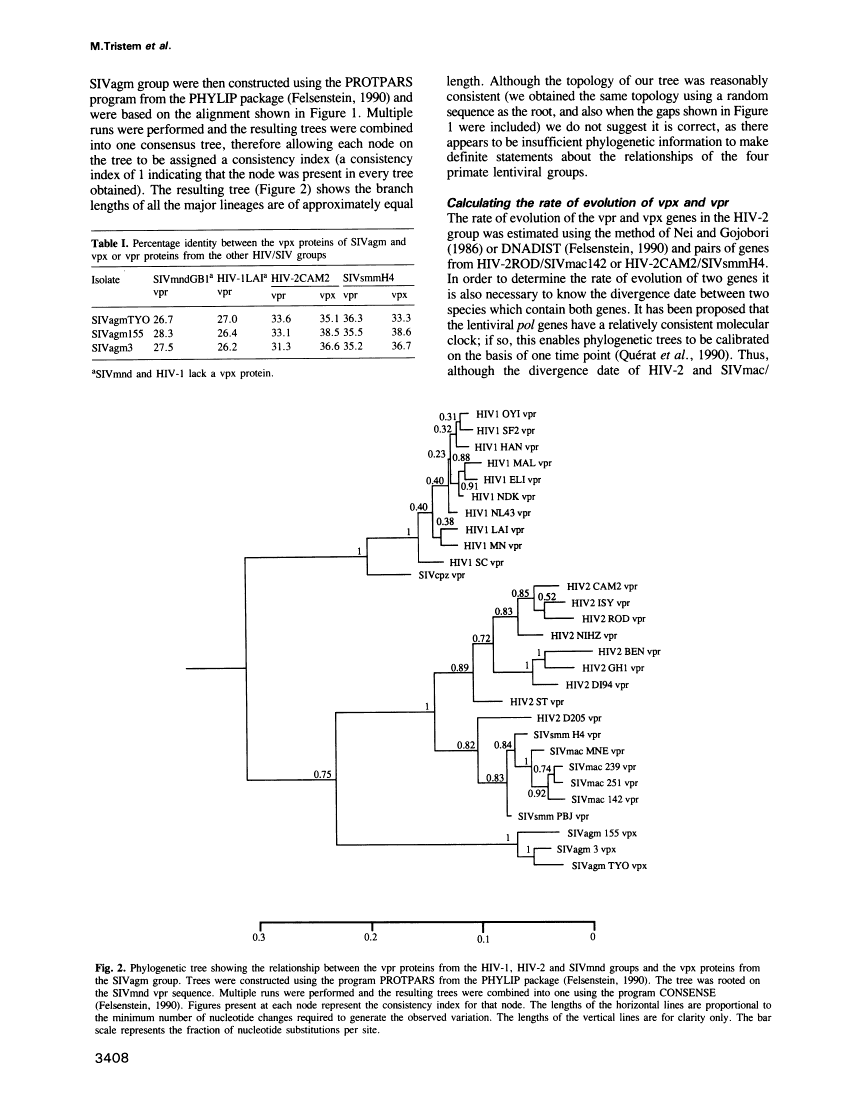 M.Tristem et al.
SIVagm group were then constructed using the PROTPARS
program from the PHYLIP package (Felsenstein, 1990) and
were based on the alignment shown in Figure 1. Multiple
runs were performed and the resulting trees were combined
into one consensus tree, therefore allowing each node on
the tree to be assigned a consistency index (a consistency
index of 1 indicating that the node was present in every tree
obtained). The resulting tree (Figure 2) shows the branch
lengths of all the major lineages are of approximately equal
Table I. Percentage identity between the vpx proteins of SIVagm and
vpx or vpr proteins from the other HIV/SIV groups
Isolate SIVmndGB1ª HIV-1LAIª HIV-2CAM2 SIVsmmH4
vpr vpr vpr vpx vpr vpx
SIVagmTYO 26.7 27.0 33.6 35.1 36.3 33.3
SIVagm155 28.3 26.4 33.1 38.5 35.5 38.6
SIVagm3 27.5 26.2 31.3 36.6 35.2 36.7
ªSIVmnd and HIV-1 lack a vpx protein.
length. Although the topology of our tree was reasonably
consistent (we obtained the same topology using a random
sequence as the root, and also when the gaps shown in Figure
1 were included) we do not suggest it is correct, as there
appears to be insufficient phylogenetic information to make
definite statements about the relationships of the four
primate lentiviral groups.
Calculating the rate of evolution of vpx and vpr
The rate of evolution of the vpr and vpx genes in the HIV-2
group was estimated using the method of Nei and Gojobori
(1986) or DNADIST (Felsenstein, 1990) and pairs of genes
from HIV-2ROD/SIVmac142 or HIV-2CAM2/SIVsmmH4.
In order to determine the rate of evolution of two genes it
is also necessary to know the divergence date between two
species which contain both genes. It has been proposed that
the lentiviral pol genes have a relatively consistent molecular
clock; if so, this enables phylogenetic trees to be calibrated
on the basis of one time point (Quérat et al., 1990). Thus,
although the divergence date of HIV-2 and SIVmac/
0.31 HIV1 OYI vpr
0.32 HIV1 SF2 vpr
HIV1 HAN vpr
0.23 0.88 HIV1 MAL vpr
0.40 0.91 HIV1 ELI vpr
HIV1 NDK vpr
0.40 HIV1 NL43 vpr
0.38 HIV1 LAI vpr
1 HIV1 MN vpr
1 HIV1 SC vpr
SIVcpz vpr
HIV2 CAM2 vpr
0.85 0.52 HIV2 ISY vpr
0.83 HIV2 ROD vpr
0.72 HIV2 NIHZ vpr
1 HIV2 BEN vpr
0.89 1 HIV2 GH1 vpr
HIV2 DI94 vpr
1 HIV2 ST vpr
HIV2 D205 vpr
SIVsmm H4 vpr
0.82 0.84 SIVmac MNE vpr
1 0.74 SIVmac 239 vpr
0.75 0.83 SIVmac 251 vpr
0.92 SIVmac 142 vpr
SIVsmm PBJ vpr
1 SIVagm 155 vpx
1 SIVagm 3 vpx
SIVagm TYO vpx
0.3 0.2 0.1 0
Fig. 2. Phylogenetic tree showing the relationship between the vpr proteins from the HIV-1, HIV-2 and SIVmnd groups and the vpx proteins from
the SIVagm group. Trees were constructed using the program PROTPARS from the PHYLIP package (Felsenstein, 1990). The tree was rooted on
the SIVmnd vpr sequence. Multiple runs were performed and the resulting trees were combined into one using the program CONSENSE
(Felsenstein, 1990). Figures present at each node represent the consistency index for that node. The lengths of the horizontal lines are proportional to
the minimum number of nucleotide changes required to generate the observed variation. The lengths of the vertical lines are for clarity only. The bar
scale represents the fraction of nucleotide substitutions per site.
3408